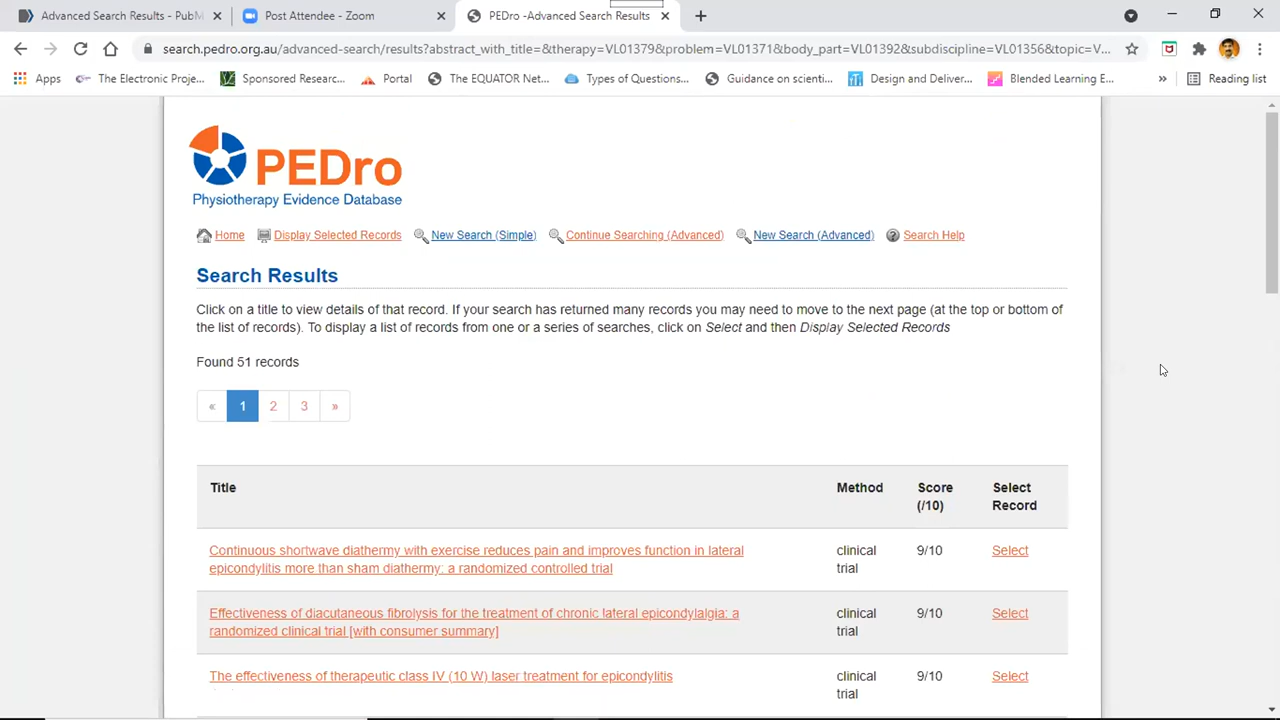 Advanced Search Results - PubM
Post Attendee - Zoom
PEDro -Advanced Search Results
search.pedro.org.au/advanced-search/results?abstract_with_title=&therapy=VL01379&problem=VL01371&body_part=VL01392&subdiscipline=VL01356&topic=V...
Apps
The Electronic Proje...
Sponsored Researc...
Portal
The EQUATOR Net...
Types of Questions...
Guidance on scienti...
Design and Deliver...
Blended Learning E...
»
Reading list
PEDro
Physiotherapy Evidence Database
Home
Display Selected Records
New Search (Simple)
Continue Searching (Advanced)
New Search (Advanced)
Search Help
Search Results
Click on a title to view details of that record. If your search has returned many records you may need to move to the next page (at the top or bottom of
the list of records). To display a list of records from one or a series of searches, click on Select and then Display Selected Records
Found 51 records
« 1 2 3 »
Title Method Score (/10) Select Record
Continuous shortwave diathermy with exercise reduces pain and improves function in lateral
epicondylitis more than sham diathermy: a randomized controlled trial
clinical trial
9/10
Select
Effectiveness of diacutaneous fibrolysis for the treatment of chronic lateral epicondylalgia: a
randomized clinical trial [with consumer summary]
clinical trial
9/10
Select
The effectiveness of therapeutic class IV (10 W) laser treatment for epicondylitis
clinical trial
9/10
Select